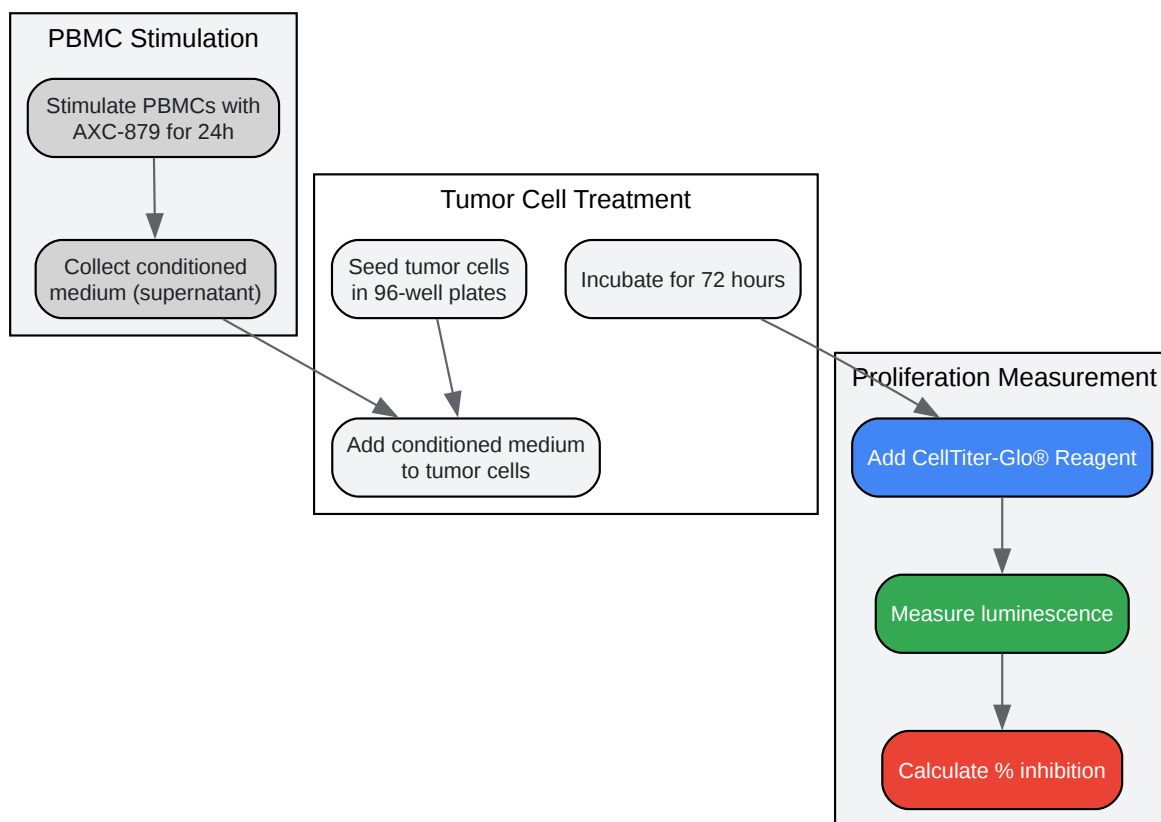 PBMC Stimulation
Stimulate PBMCs with
AXC-879 for 24h
Collect conditioned
medium (supernatant)
Tumor Cell Treatment
Seed tumor cells
in 96-well plates
Incubate for 72 hours
Add conditioned medium
to tumor cells
Proliferation Measurement
Add CellTiter-Glo® Reagent
Measure luminescence
Calculate % inhibition